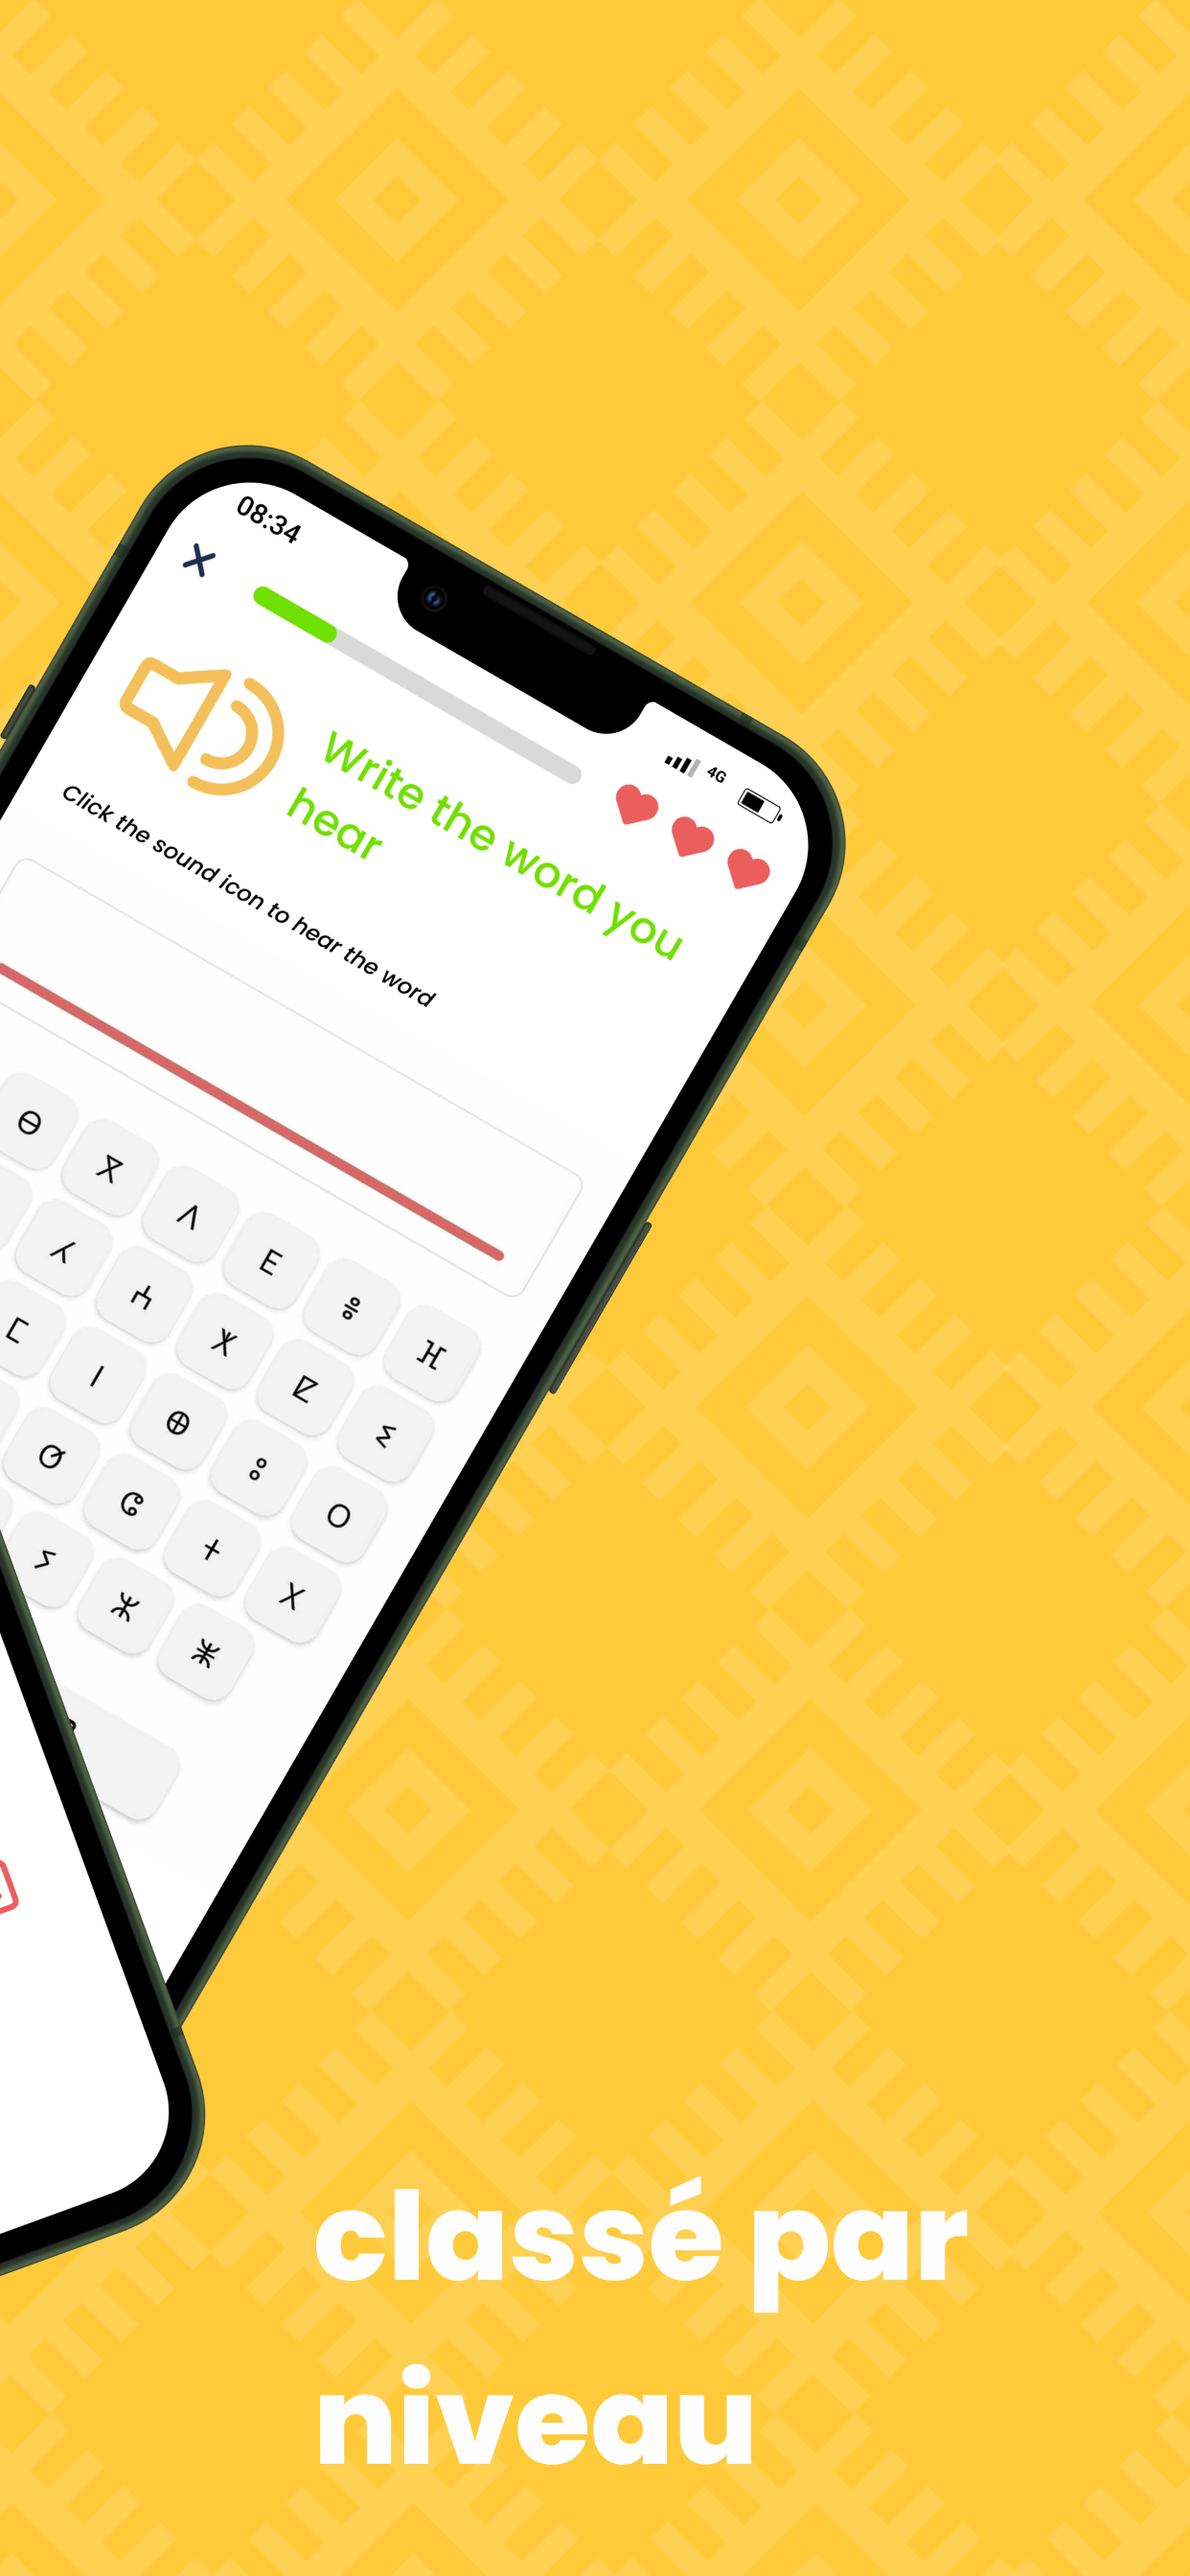 08:34
4G
Write the word you
hear
Click the sound icon to hear the word
ⴱ ⴳ ⴷ ⴹ ⴻ ⴼ
ⵃ ⵄ ⵅ ⵇ ⵉ
ⵎ ⵏ ⵀ ⵓ ⵔ
ⵚ ⵛ ⵜ ⵝ
ⵢ ⵣ ⵥ
classé par
niveau